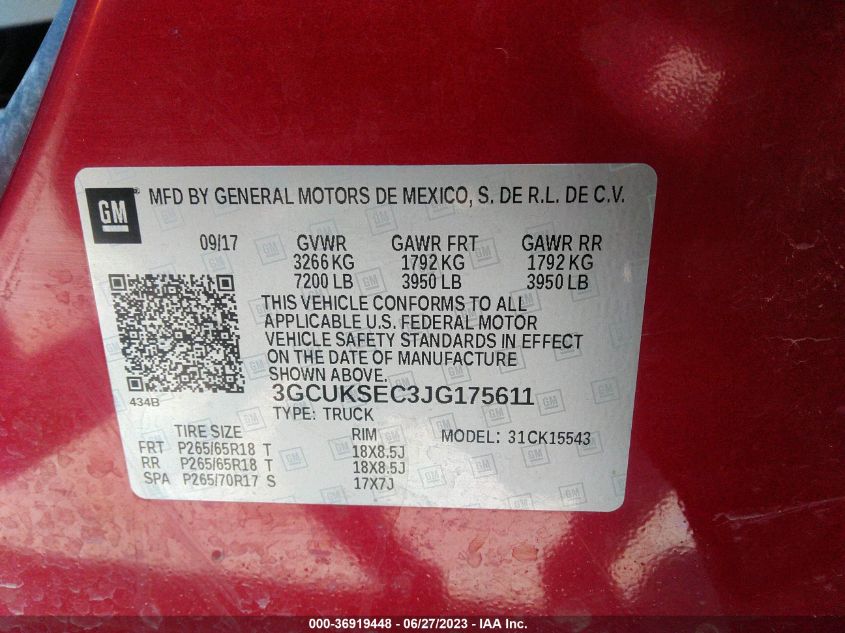 GM
®
MFD BY GENERAL MOTORS DE MEXICO, S. DE R.L. DE C.V.
09/17 GVWR GAWR FRT GAWR RR
3266 KG 1792 KG 1792 KG
7200 LB 3950 LB 3950 LB
THIS VEHICLE CONFORMS TO ALL
APPLICABLE U.S. FEDERAL MOTOR
VEHICLE SAFETY STANDARDS IN EFFECT
ON THE DATE OF MANUFACTURE
SHOWN ABOVE.
434B
3GCUKSEC3JG175611
TYPE: TRUCK
TIRE SIZE RIM MODEL: 31CK15543
FRT P265/65R18 T 18X8.5J
RR P265/65R18 T 18X8.5J
SPA P265/70R17 S 17X7J
000-36919448 - 06/27/2023 - IAA Inc.